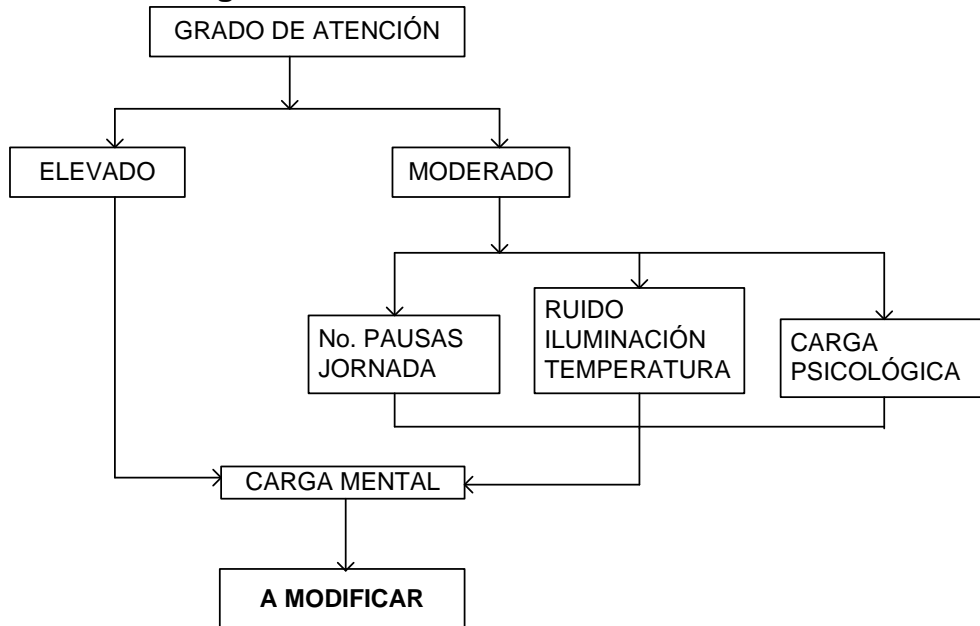 GRADO DE ATENCIÓN
ELEVADO
MODERADO
No. PAUSAS
JORNADA
RUIDO
ILUMINACIÓN
TEMPERATURA
CARGA
PSICOLÓGICA
CARGA MENTAL
A MODIFICAR